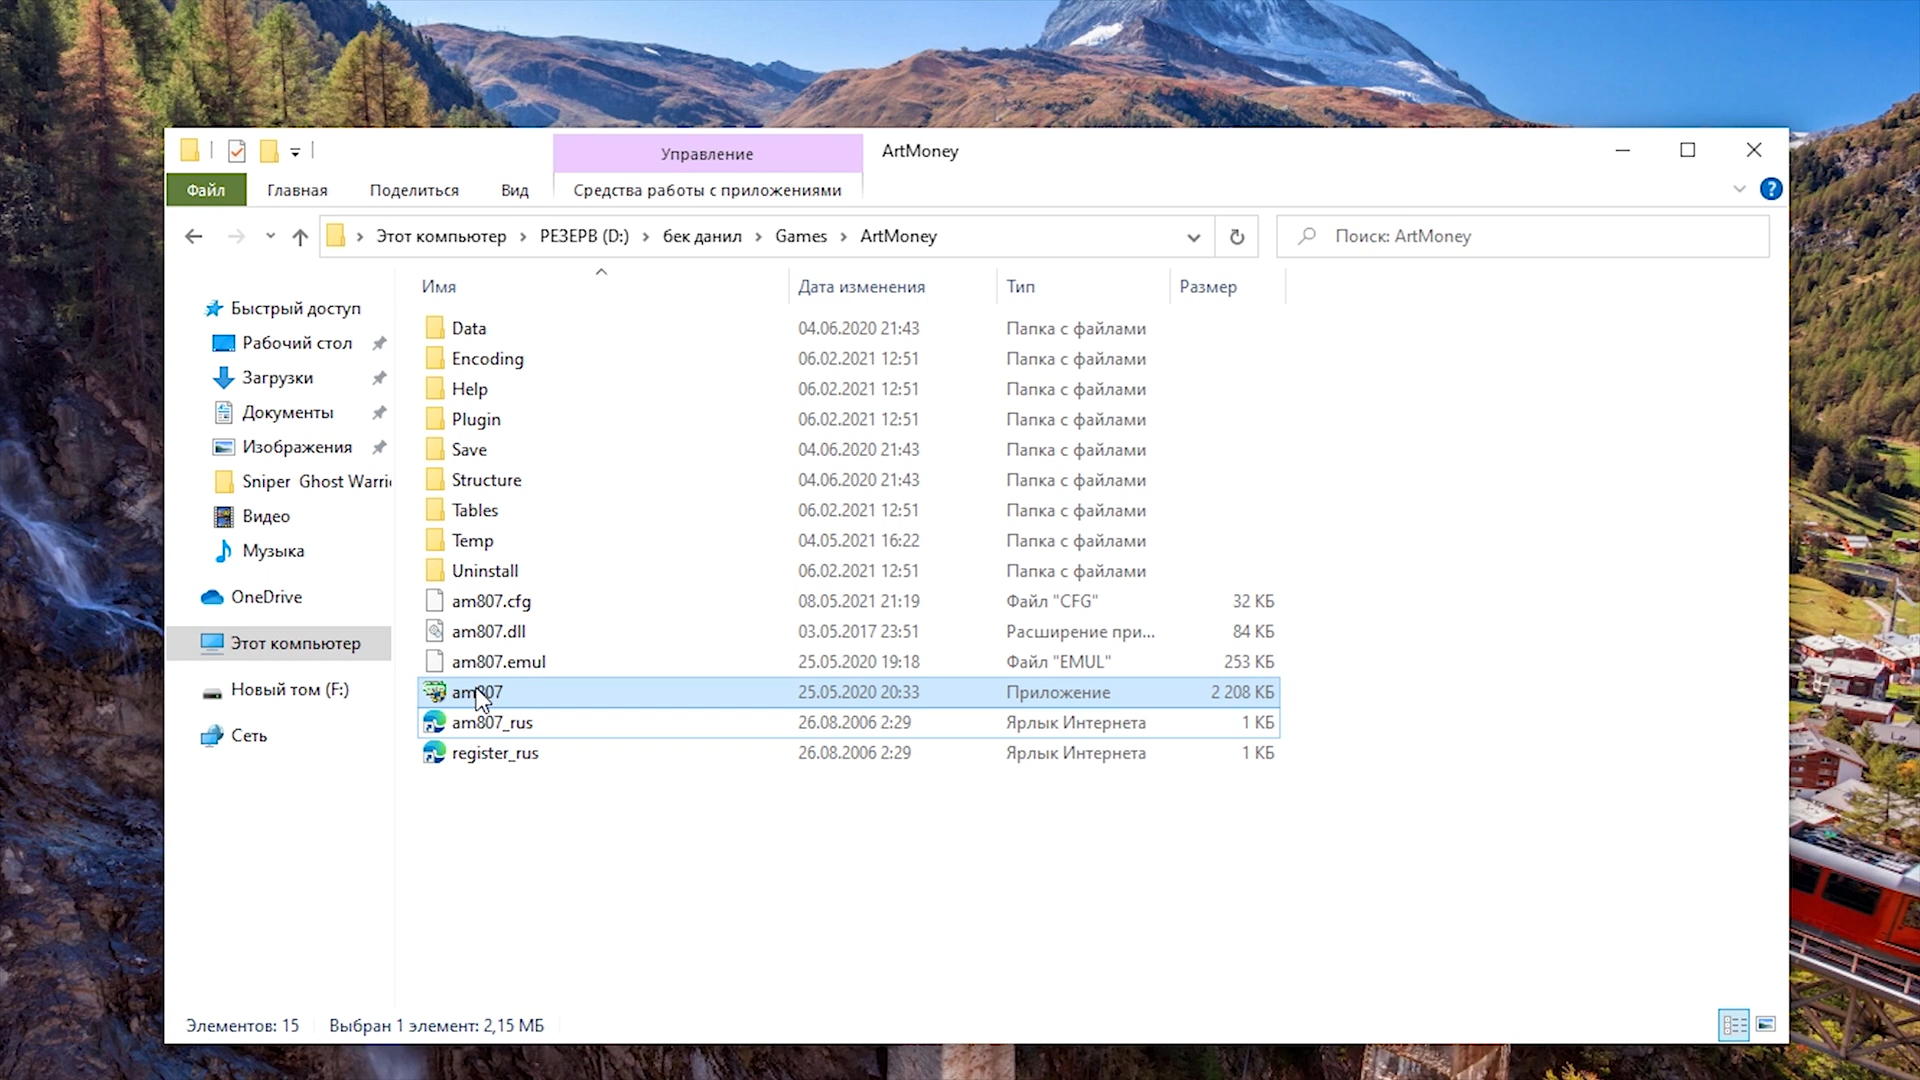 Управление
ArtMoney
Файл
Главная
Поделиться
Вид
Средства работы с приложениями
?
Этот компьютер › РЕЗЕРВ (D:) › бек данил › Games › ArtMoney
Поиск: ArtMoney
Имя
Дата изменения
Тип
Размер
Быстрый доступ
Рабочий стол
Загрузки
Документы
Изображения
Sniper Ghost Warri
Видео
Музыка
OneDrive
Этот компьютер
Новый том (F:)
Сеть
Data 04.06.2020 21:43 Папка с файлами
Encoding 06.02.2021 12:51 Папка с файлами
Help 06.02.2021 12:51 Папка с файлами
Plugin 06.02.2021 12:51 Папка с файлами
Save 04.06.2020 21:43 Папка с файлами
Structure 04.06.2020 21:43 Папка с файлами
Tables 06.02.2021 12:51 Папка с файлами
Temp 04.05.2021 16:22 Папка с файлами
Uninstall 06.02.2021 12:51 Папка с файлами
am807.cfg 08.05.2021 21:19 Файл "CFG" 32 КБ
am807.dll 03.05.2017 23:51 Расширение при... 84 КБ
am807.emul 25.05.2020 19:18 Файл "EMUL" 253 КБ
am807 25.05.2020 20:33 Приложение 2 208 КБ
am807_rus 26.08.2006 2:29 Ярлык Интернета 1 КБ
register_rus 26.08.2006 2:29 Ярлык Интернета 1 КБ
Элементов: 15
Выбран 1 элемент: 2,15 МБ